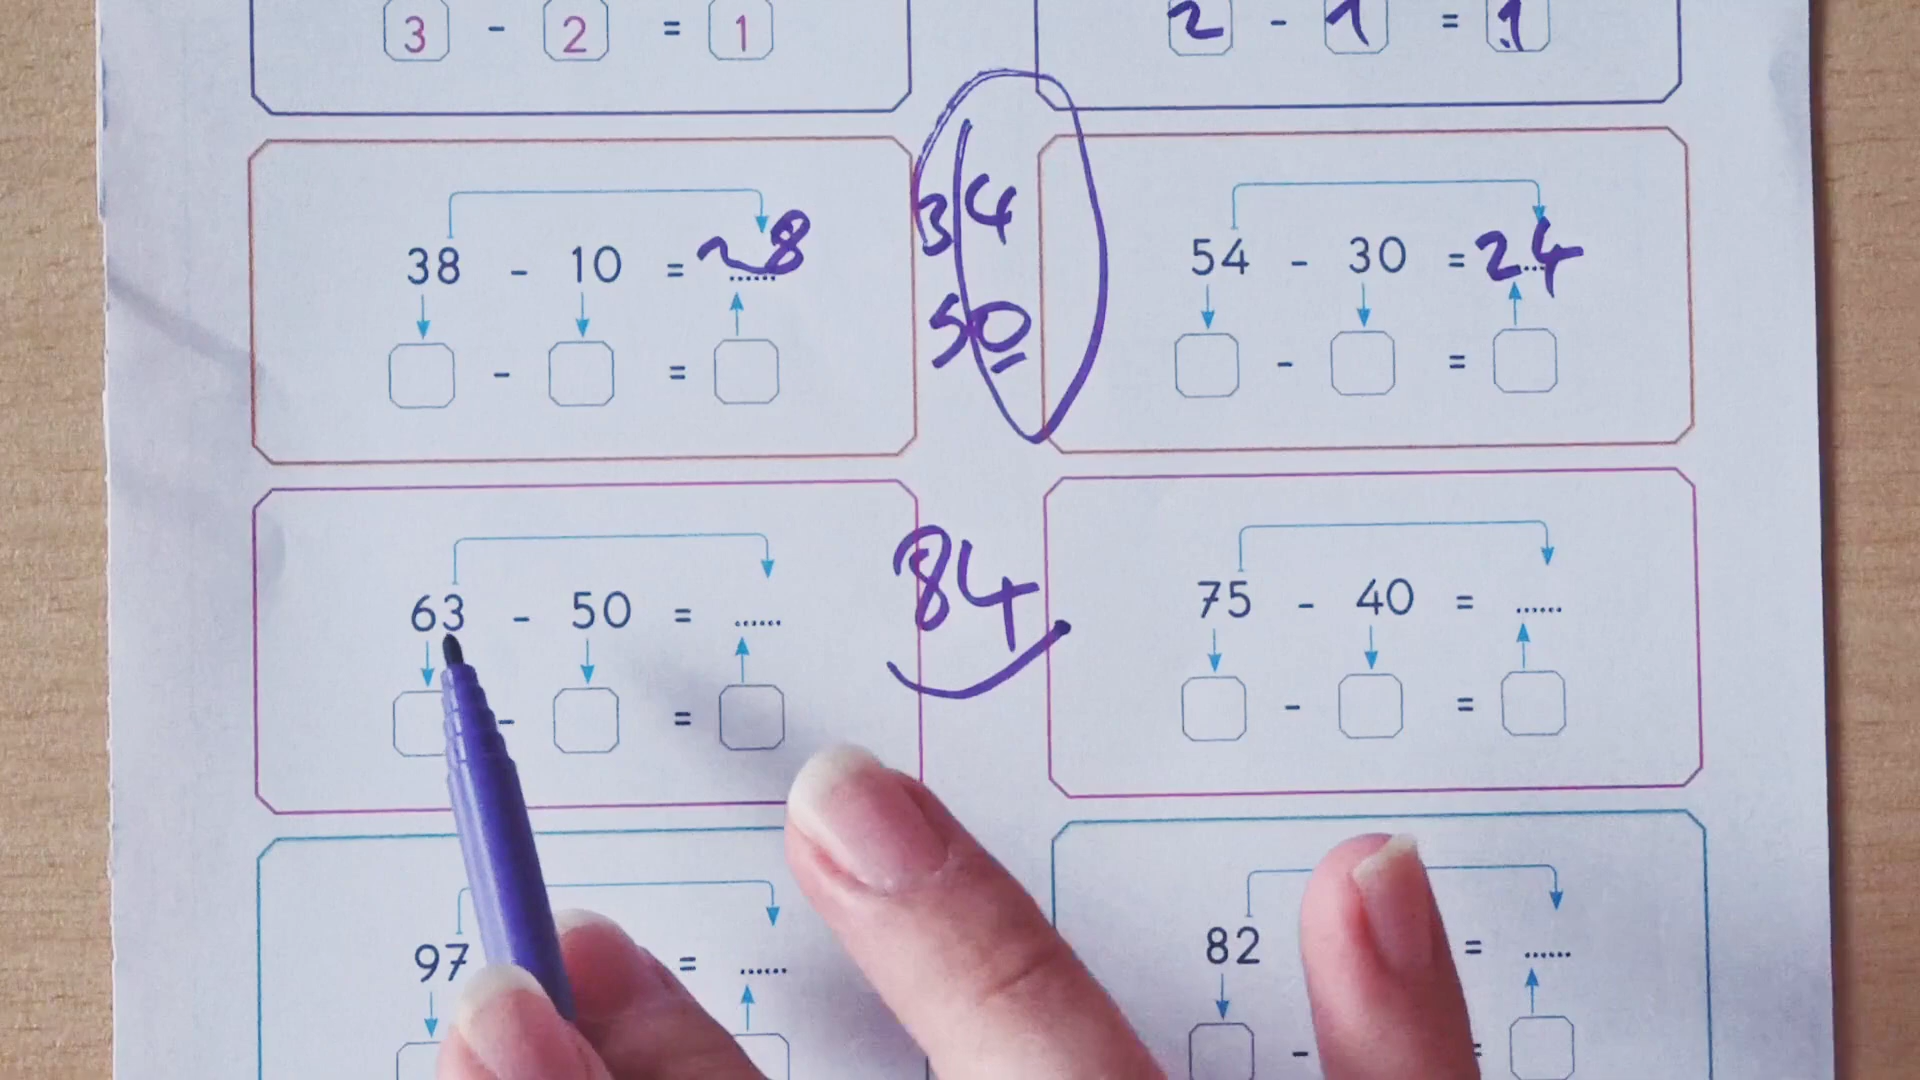 3 - 2 = 1
2 - 1 = 1
38 - 10 = 28
- =
34
50
54 - 30 = 24
- =
63 - 50 = ......
- =
84
75 - 40 = ......
- =
97 = ......
82 = ......
- =